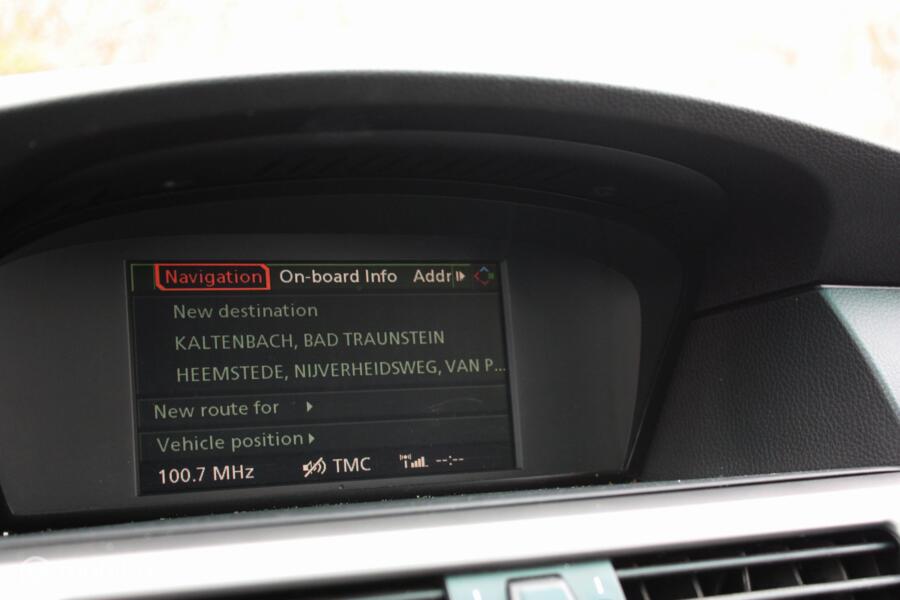 Navigation On-board Info Addr
New destination
KALTENBACH, BAD TRAUNSTEIN
HEEMSTEDE, NIJVERHEIDSWEG, VAN P...
New route for
Vehicle position
100.7 MHz TMC --:--